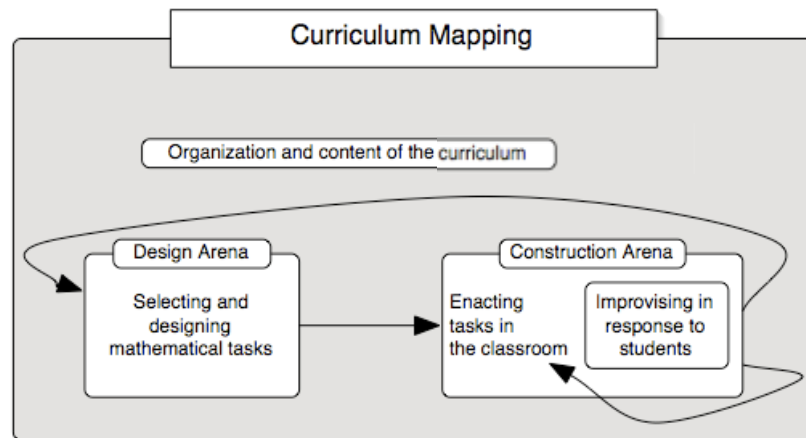 Curriculum Mapping
Organization and content of the curriculum
Design Arena
Selecting and
designing
mathematical tasks
Construction Arena
Enacting
tasks in
the classroom
Improvising in
response to
students